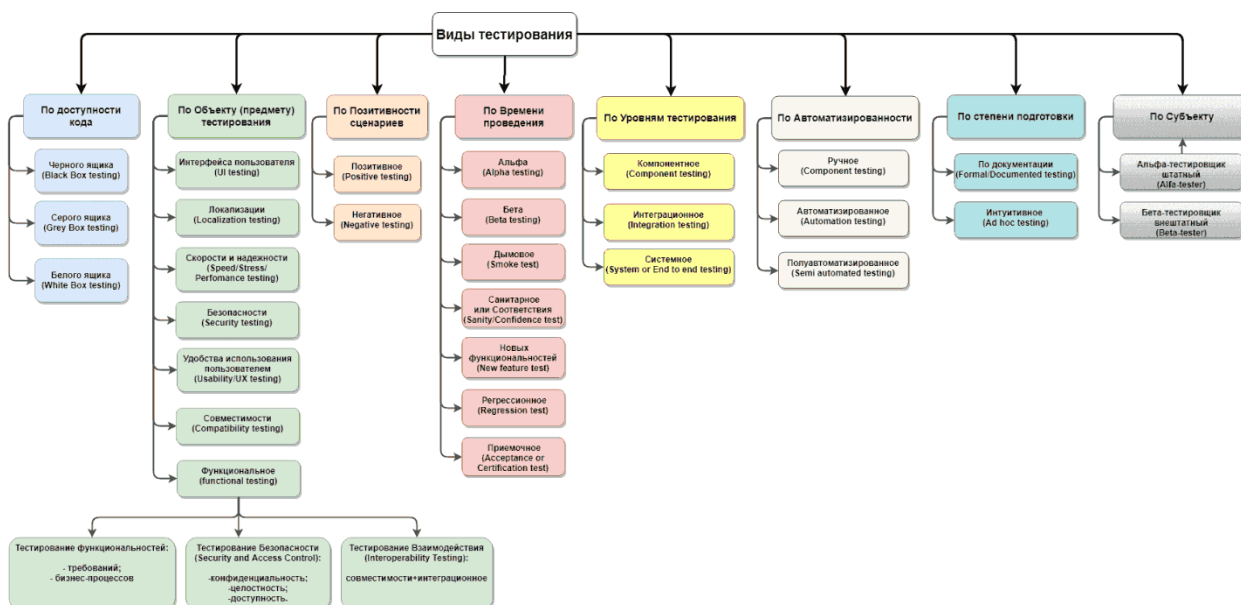 Виды тестирования
По доступности
кода
Черного ящика
(Black Box testing)
Серого ящика
(Grey Box testing)
Белого ящика
(White Box testing)
По Объекту (предмету)
тестирования
Интерфейса пользователя
(UI testing)
Локализации
(Localization testing)
Скорости и надежности
(Speed/Stress/
Perfomance testing)
Безопасности
(Security testing)
Удобства использования
пользователем
(Usability/UX testing)
Совместимости
(Compatibility testing)
Функциональное
(functional testing)
Тестирование функциональностей:
- требований;
- бизнес-процессов
Тестирование Безопасности
(Security and Access Control):
-конфиденциальность;
-целостность;
-доступность.
Тестирование Взаимодействия
(Interoperability Testing):
совместимости+интеграционное
По Позитивности
сценариев
Позитивное
(Positive testing)
Негативное
(Negative testing)
По Времени
проведения
Альфа
(Alpha testing)
Бета
(Beta testing)
Дымовое
(Smoke test)
Санитарное
или Соответствия
(Sanity/Confidence test)
Новых
функциональностей
(New feature test)
Регрессионное
(Regression test)
Приемочное
(Acceptance or
Certification test)
По Уровням тестирования
Компонентное
(Component testing)
Интеграционное
(Integration testing)
Системное
(System or End to end testing)
По Автоматизированности
Ручное
(Component testing)
Автоматизированное
(Automation testing)
Полуавтоматизированное
(Semi automated testing)
По степени подготовки
По документации
(Formal/Documented testing)
Интуитивное
(Ad hoc testing)
По Субъекту
Альфа-тестировщик
штатный
(Alfa-tester)
Бета-тестировщик
внештатный
(Beta-tester)